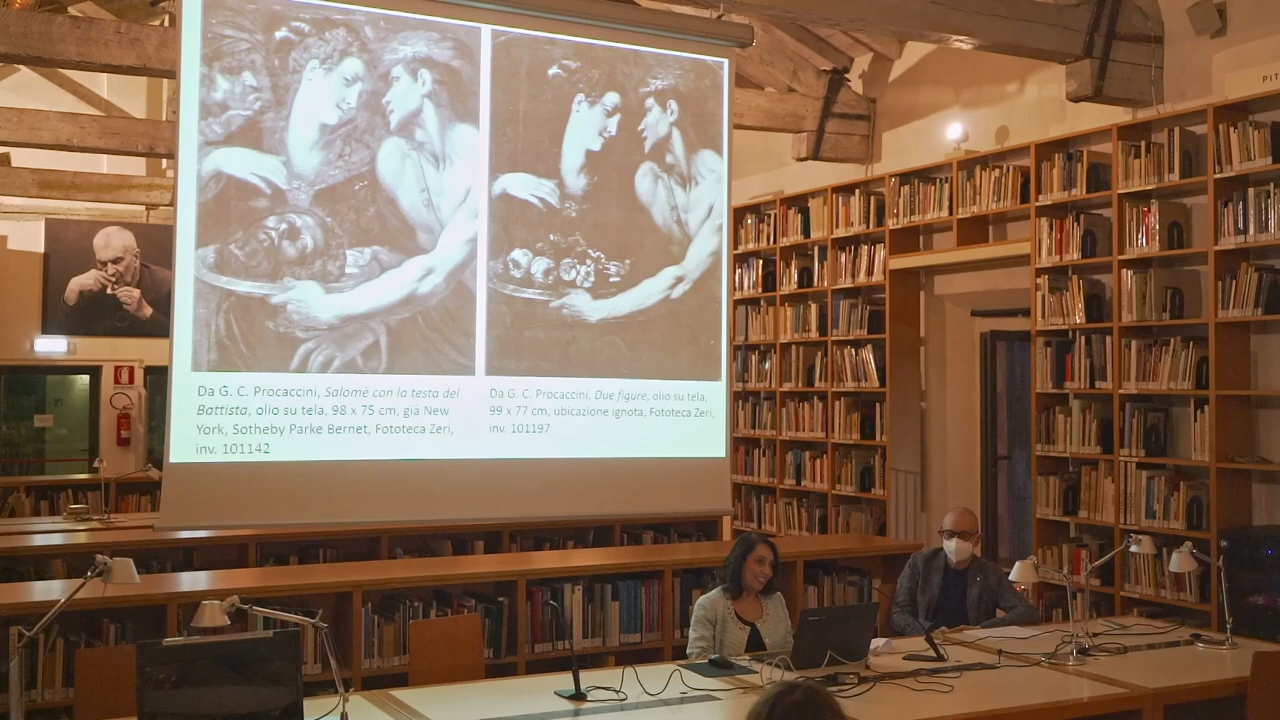 PIT
Da G. C. Procaccini, Salomè con la testa del
Battista, olio su tela, 98 x 75 cm, già New
York, Sotheby Parke Bernet, Fototeca Zeri,
inv. 101142
Da G. C. Procaccini, Due figure, olio su tela,
99 x 77 cm, ubicazione ignota, Fototeca Zeri,
inv. 101197